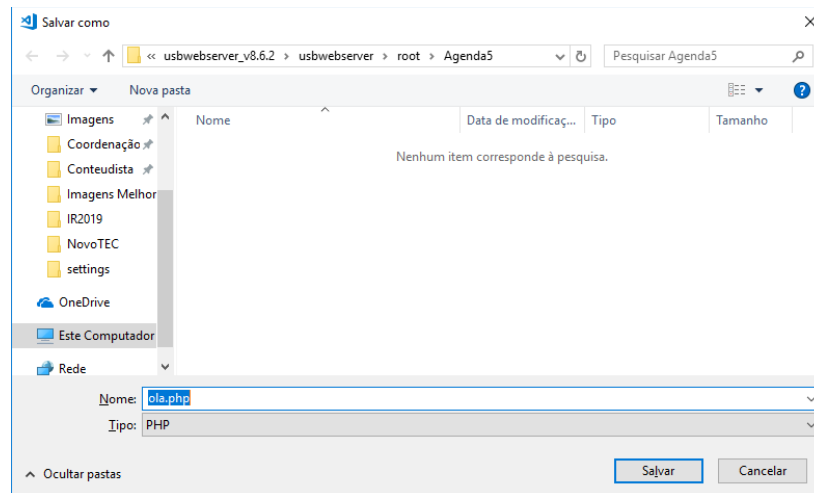 Salvar como
« usbwebserver_v8.6.2 › usbwebserver › root › Agenda5
Pesquisar Agenda5
Organizar
Nova pasta
Imagens
Nome
Data de modificaç...
Tipo
Tamanho
Coordenação
Nenhum item corresponde à pesquisa.
Conteudista
Imagens Melhor
IR2019
NovoTEC
settings
OneDrive
Este Computador
Rede
Nome: ola.php
Tipo: PHP
Ocultar pastas
Salvar
Cancelar